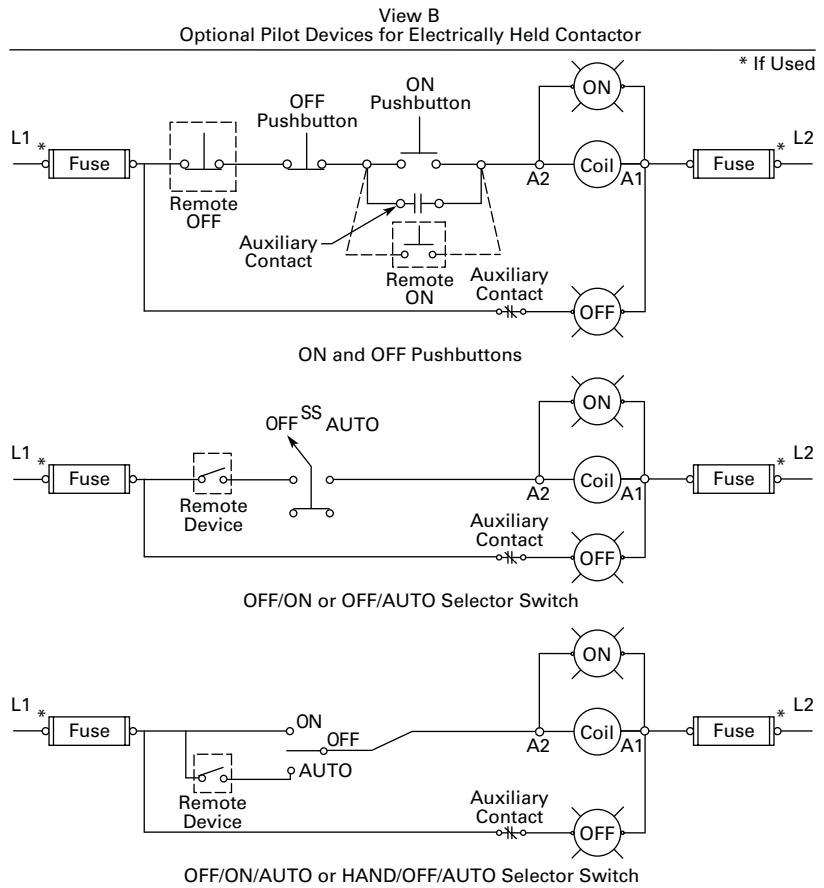 View B
Optional Pilot Devices for Electrically Held Contactor
* If Used
ON
ON
Pushbutton
OFF
Pushbutton
L1
*
Fuse
Remote
OFF
A2
Coil
A1
Fuse
*
L2
Auxiliary
Contact
Remote
ON
Auxiliary
Contact
OFF
ON and OFF Pushbuttons
ON
OFF SS AUTO
L1
*
Fuse
Remote
Device
A2
Coil
A1
Fuse
*
L2
Auxiliary
Contact
OFF
OFF/ON or OFF/AUTO Selector Switch
ON
L1
*
Fuse
ON
OFF
AUTO
Remote
Device
A2
Coil
A1
Fuse
*
L2
Auxiliary
Contact
OFF
OFF/ON/AUTO or HAND/OFF/AUTO Selector Switch